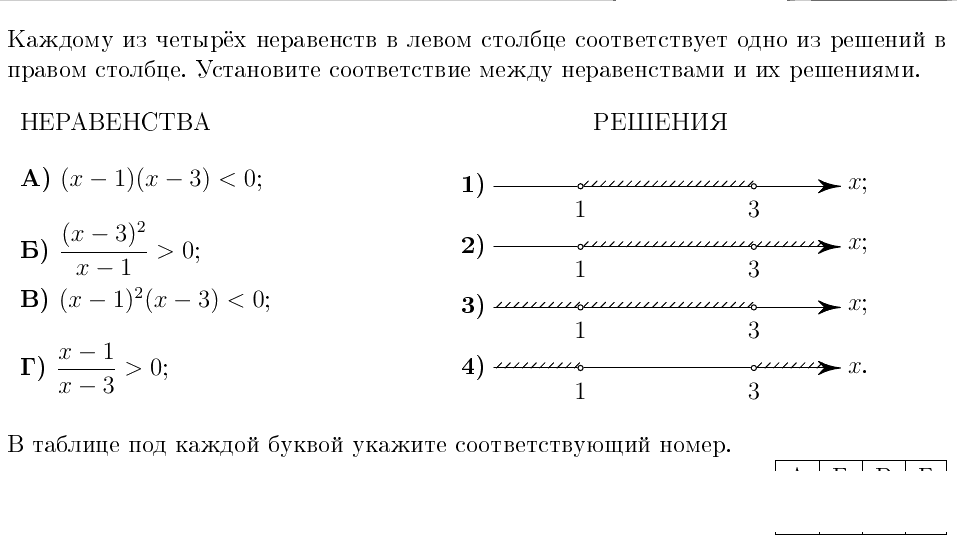 Каждому из четырёх неравенств в левом столбце соответствует одно из решений в
правом столбце. Установите соответствие между неравенствами и их решениями.
НЕРАВЕНСТВА
РЕШЕНИЯ
А) (x − 1)(x − 3) < 0;
Б) (x − 3)² / (x − 1) > 0;
В) (x − 1)²(x − 3) < 0;
Г) (x − 1) / (x − 3) > 0;
1) x;
1 3
2) x;
1 3
3) x;
1 3
4) x.
1 3
В таблице под каждой буквой укажите соответствующий номер.